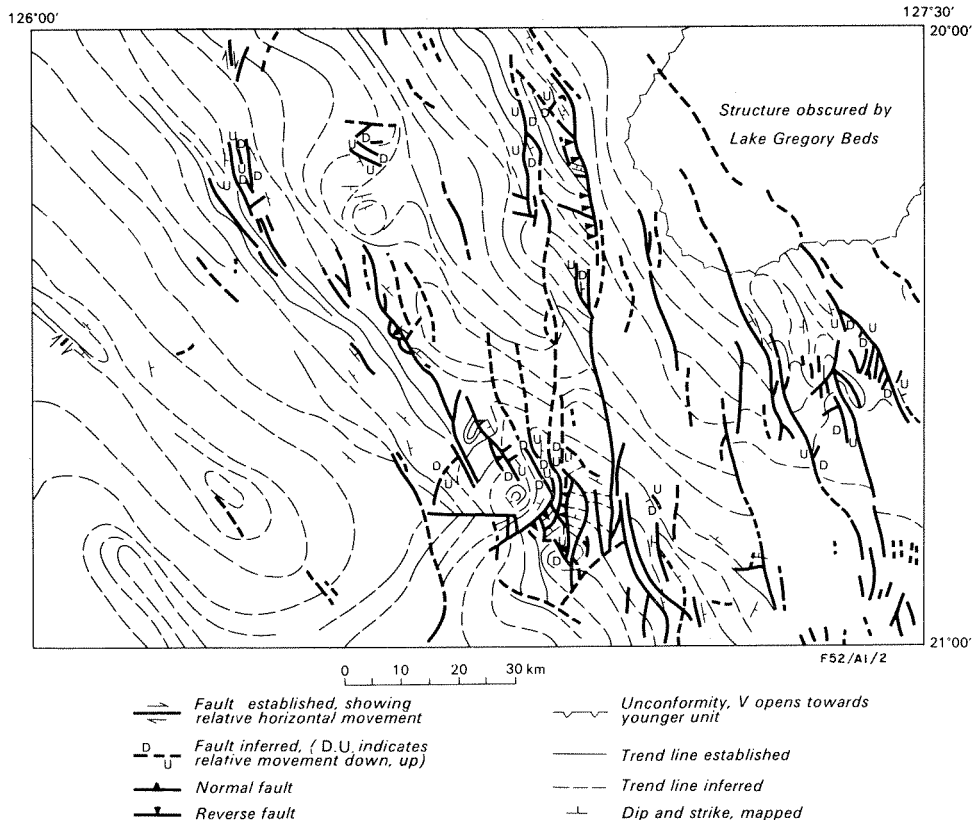 126°00'
127°30'
20°00'
Structure obscured by
Lake Gregory Beds
21°00'
F52/A1/2
0 10 20 30 km
Fault established, showing
relative horizontal movement
Fault inferred, ( D.U. indicates
relative movement down, up)
D
U
Normal fault
Reverse fault
Unconformity, V opens towards
younger unit
Trend line established
Trend line inferred
Dip and strike, mapped